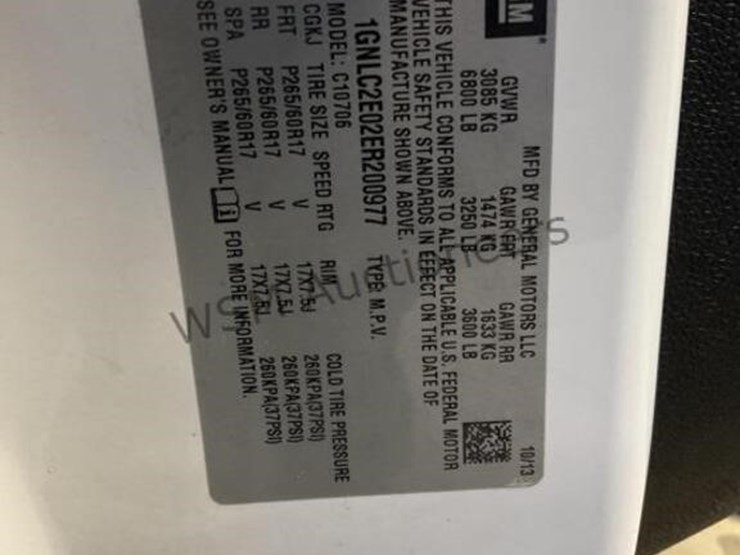 GM
MFD BY GENERAL MOTORS LLC 10/13
GVWR GAWR FRT GAWR RR
3085 KG 1474 KG 1633 KG
6800 LB 3250 LB 3600 LB
THIS VEHICLE CONFORMS TO ALL APPLICABLE U.S. FEDERAL MOTOR
VEHICLE SAFETY STANDARDS IN EFFECT ON THE DATE OF
MANUFACTURE SHOWN ABOVE.
1GNLC2E02ER200977 TYPE: M.P.V.
MODEL: C10706
CGKJ TIRE SIZE SPEED RTG RIM COLD TIRE PRESSURE
FRT P265/60R17 V 17X7.5J 260KPA(37PSI)
RR P265/60R17 V 17X7.5J 260KPA(37PSI)
SPA P265/60R17 V 17X7.5J 260KPA(37PSI)
SEE OWNER'S MANUAL FOR MORE INFORMATION.
WSM Auctioneers